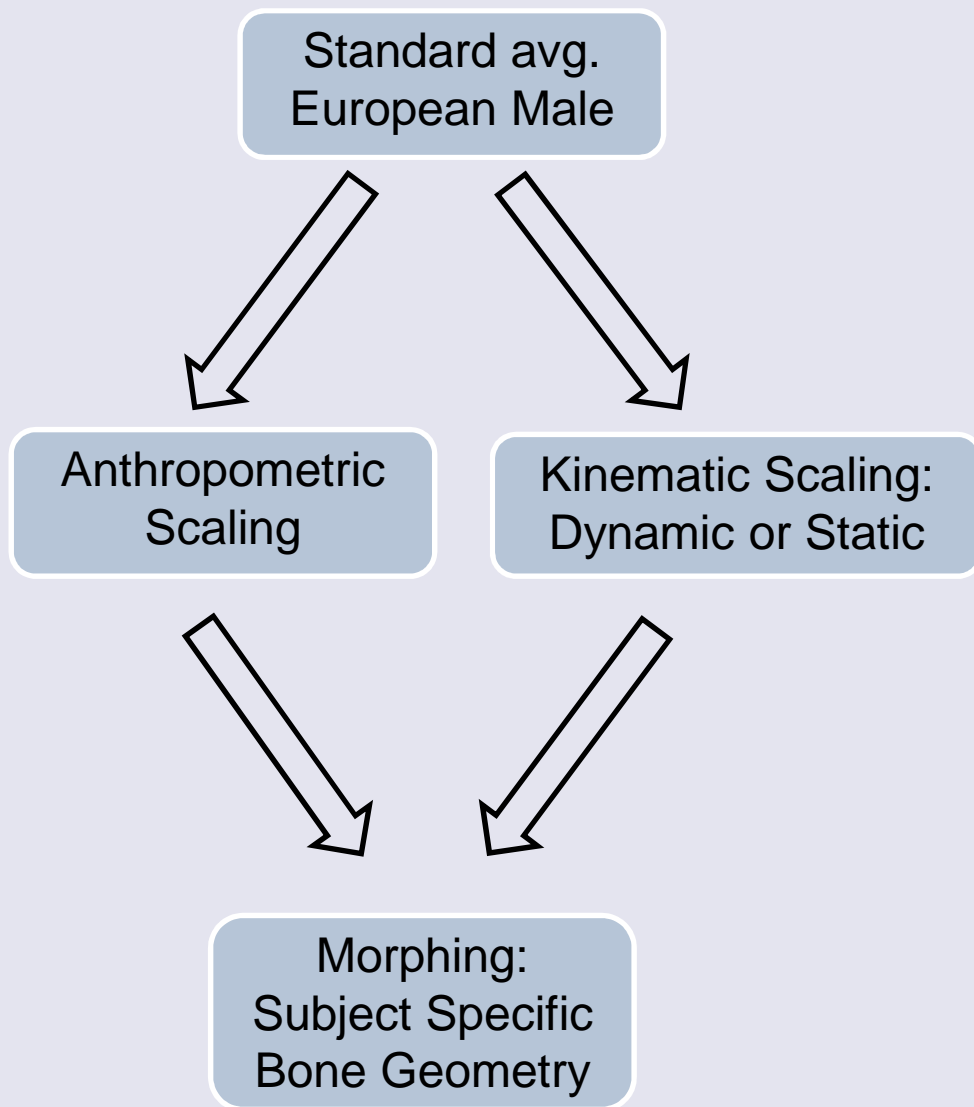 Standard avg.
European Male
Anthropometric
Scaling
Kinematic Scaling:
Dynamic or Static
Morphing:
Subject Specific
Bone Geometry